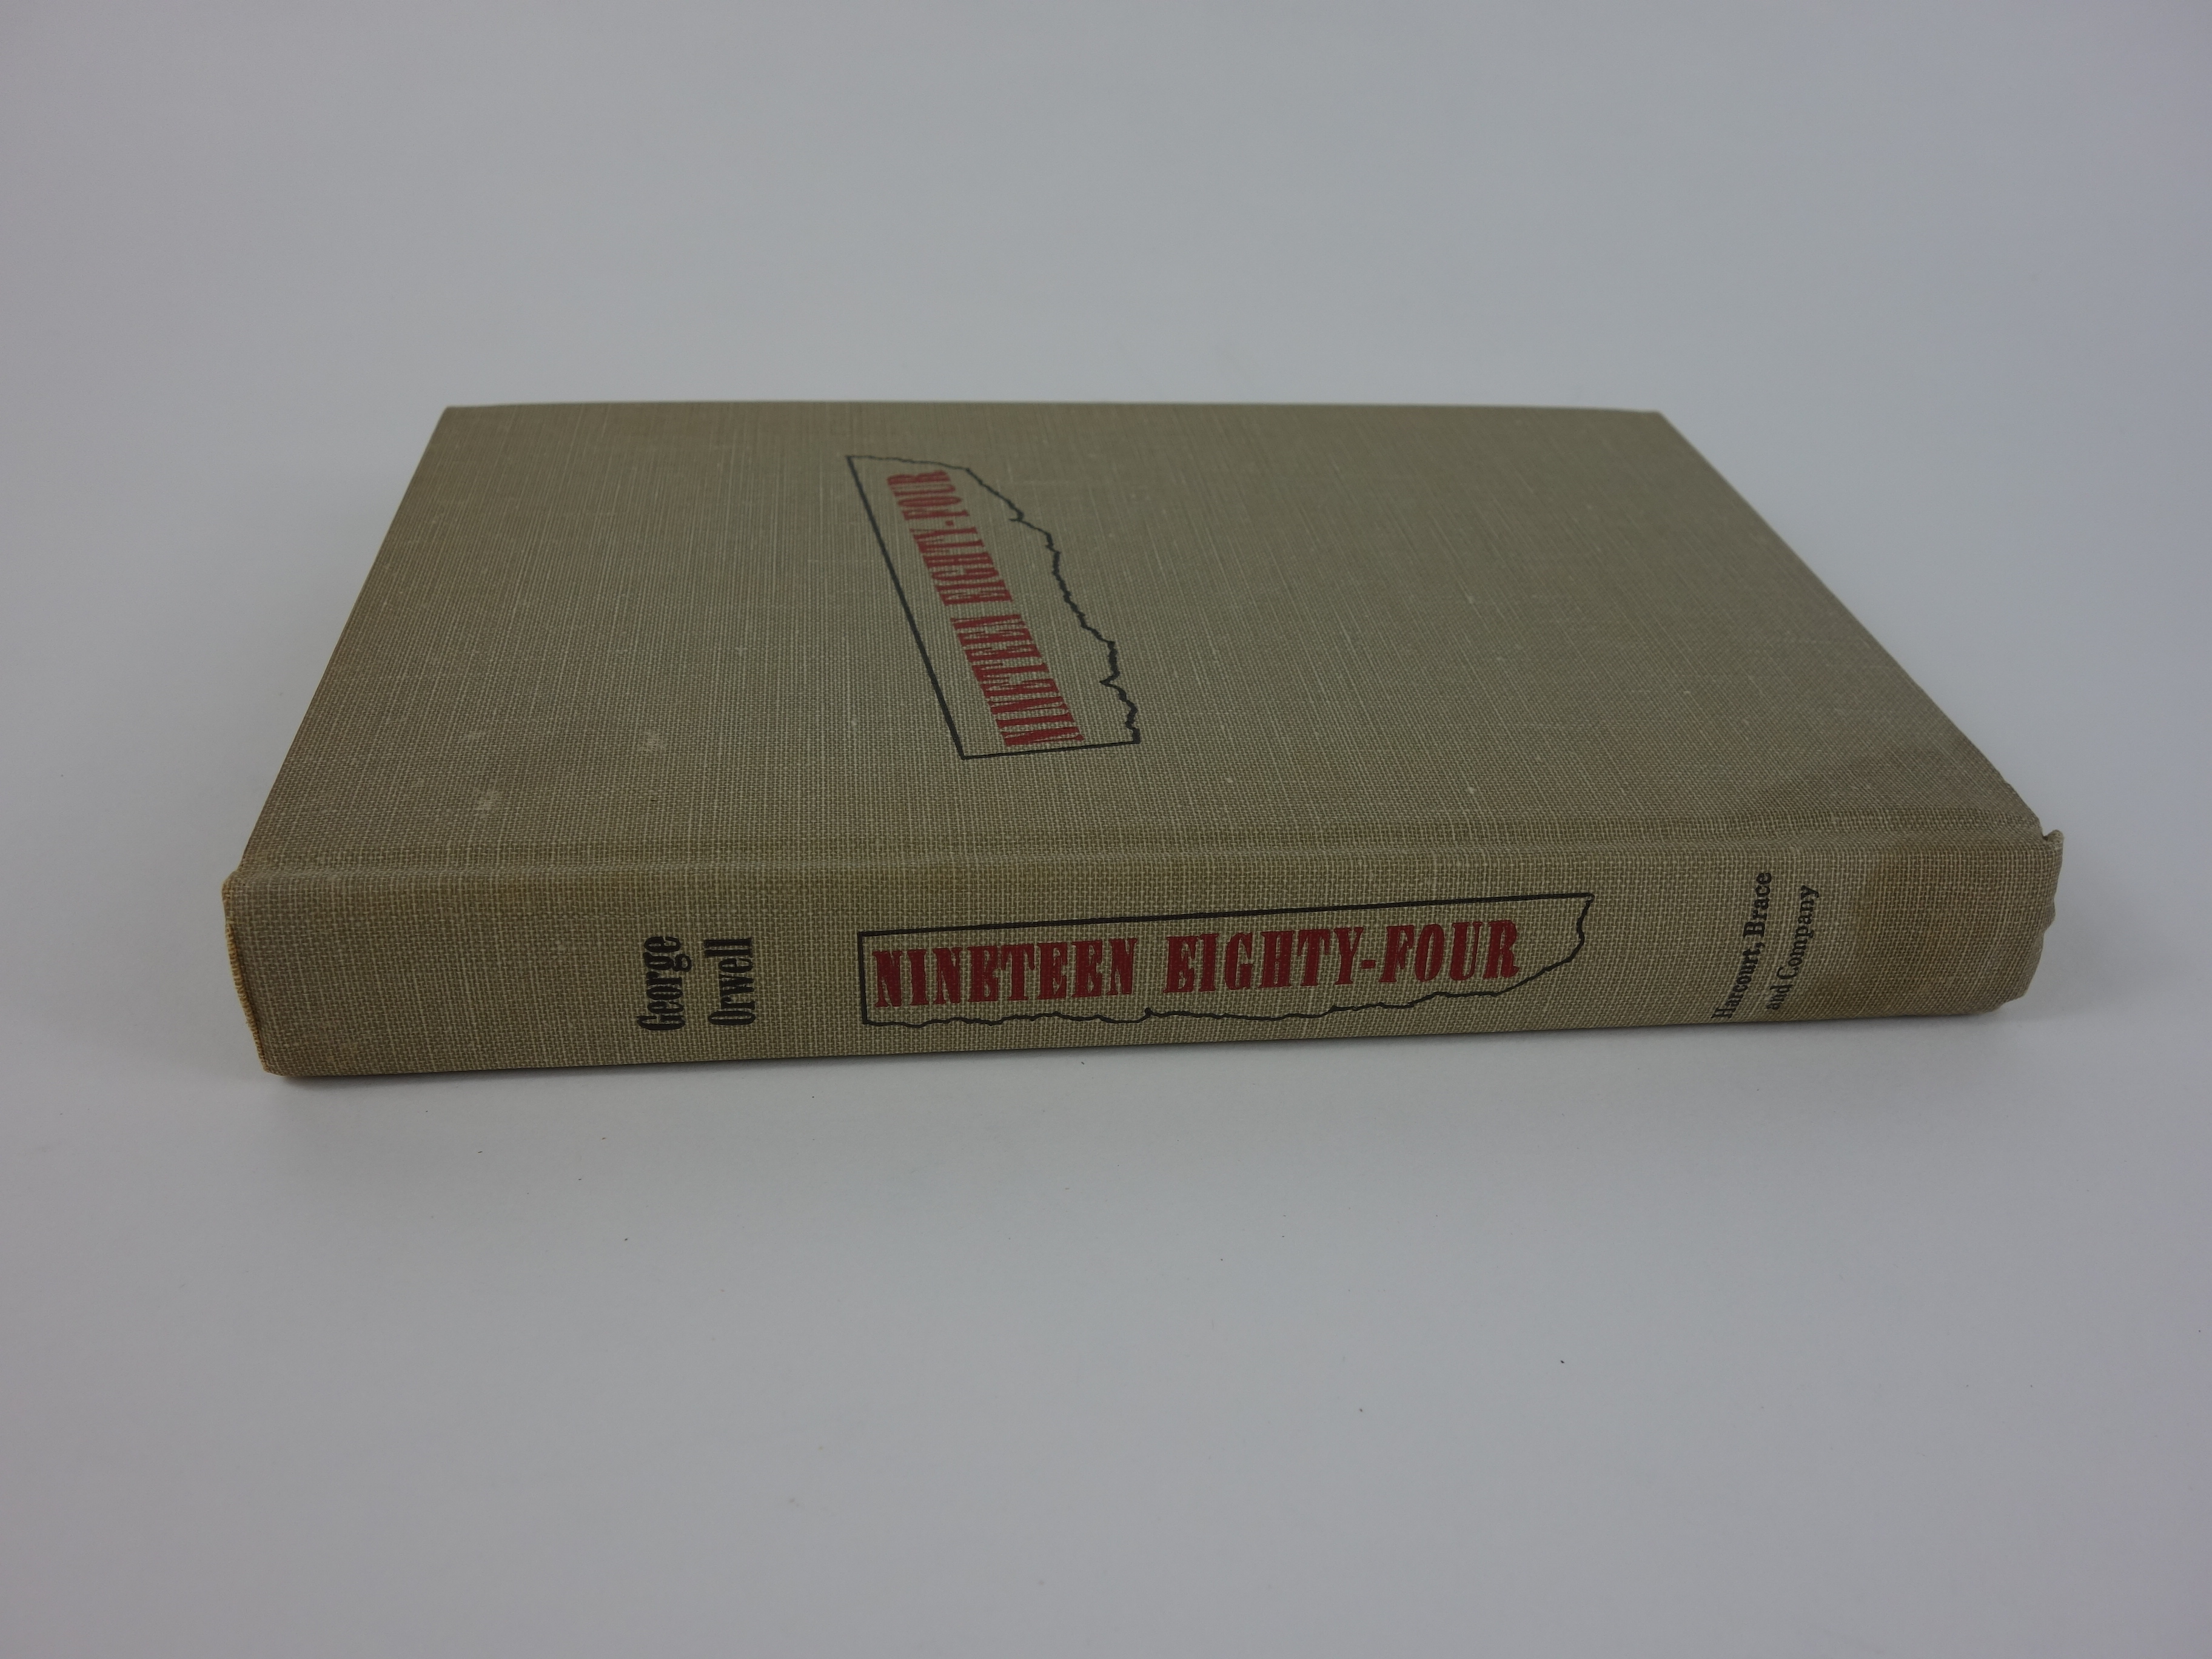 NINETEEN EIGHTY-FOUR
George
Orwell
NINETEEN EIGHTY-FOUR
Harcourt, Brace
and Company